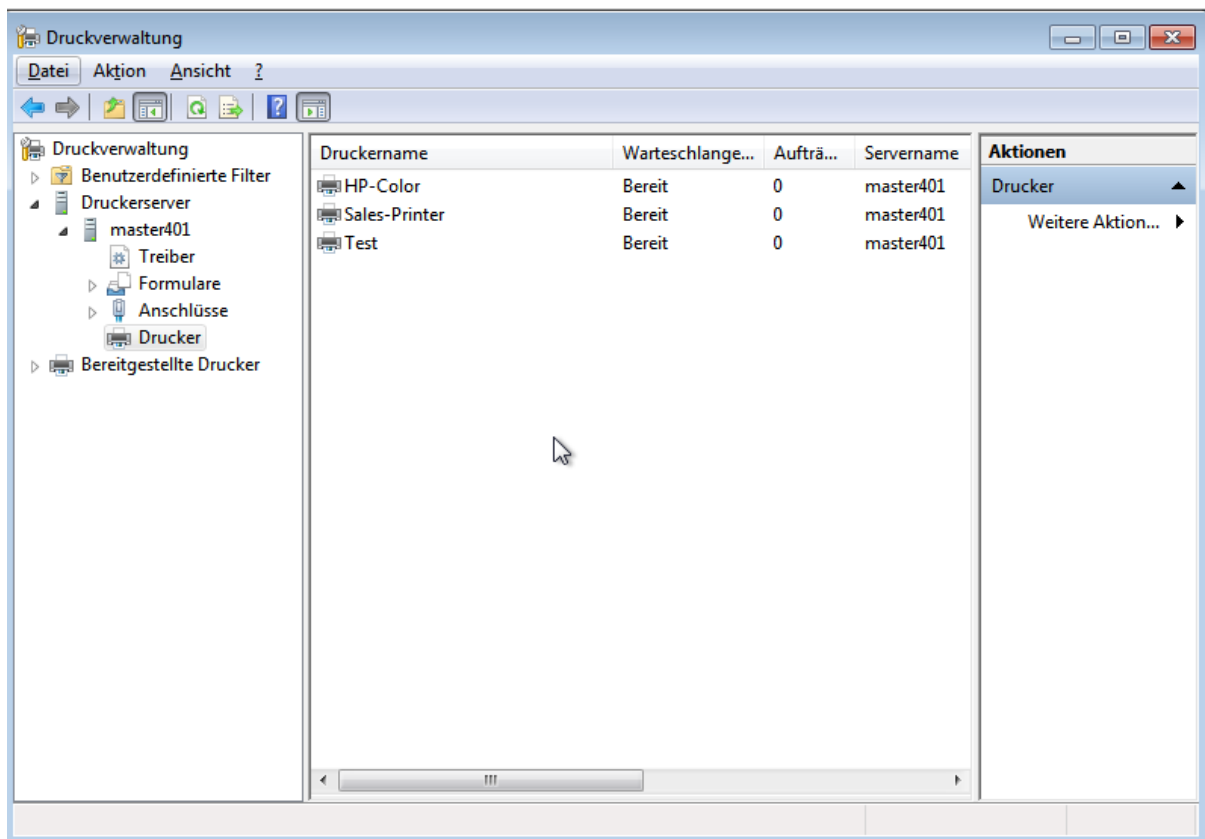 Druckverwaltung
Datei Aktion Ansicht ?
Druckverwaltung
Benutzerdefinierte Filter
Druckerserver
master401
Treiber
Formulare
Anschlüsse
Drucker
Bereitgestellte Drucker
Druckername Warteschlange... Aufträ... Servername
HP-Color Bereit 0 master401
Sales-Printer Bereit 0 master401
Test Bereit 0 master401
Aktionen
Drucker
Weitere Aktion...